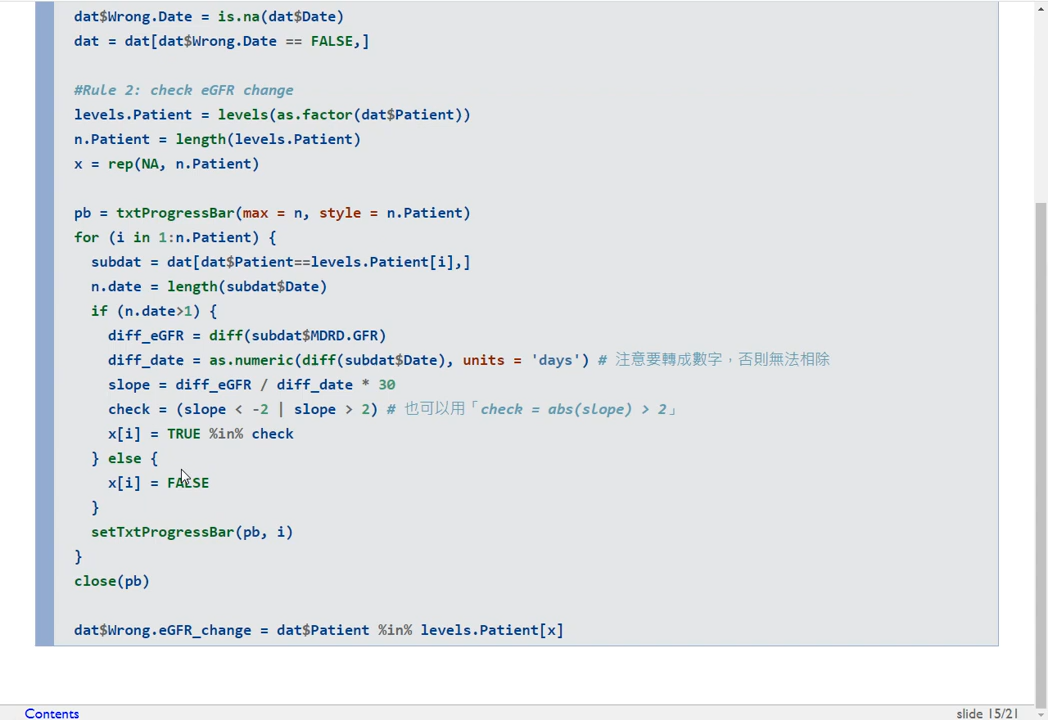 dat$Wrong.Date = is.na(dat$Date)
dat = dat[dat$Wrong.Date == FALSE,]
#Rule 2: check eGFR change
levels.Patient = levels(as.factor(dat$Patient))
n.Patient = length(levels.Patient)
x = rep(NA, n.Patient)
pb = txtProgressBar(max = n, style = n.Patient)
for (i in 1:n.Patient) {
  subdat = dat[dat$Patient==levels.Patient[i],]
  n.date = length(subdat$Date)
  if (n.date>1) {
    diff_eGFR = diff(subdat$MDRD.GFR)
    diff_date = as.numeric(diff(subdat$Date), units = 'days') # 注意要轉成數字，否則無法相除
    slope = diff_eGFR / diff_date * 30
    check = (slope < -2 | slope > 2) # 也可以用「check = abs(slope) > 2」
    x[i] = TRUE %in% check
  } else {
    x[i] = FALSE
  }
  setTxtProgressBar(pb, i)
}
close(pb)
dat$Wrong.eGFR_change = dat$Patient %in% levels.Patient[x]
Contents
slide 15/21